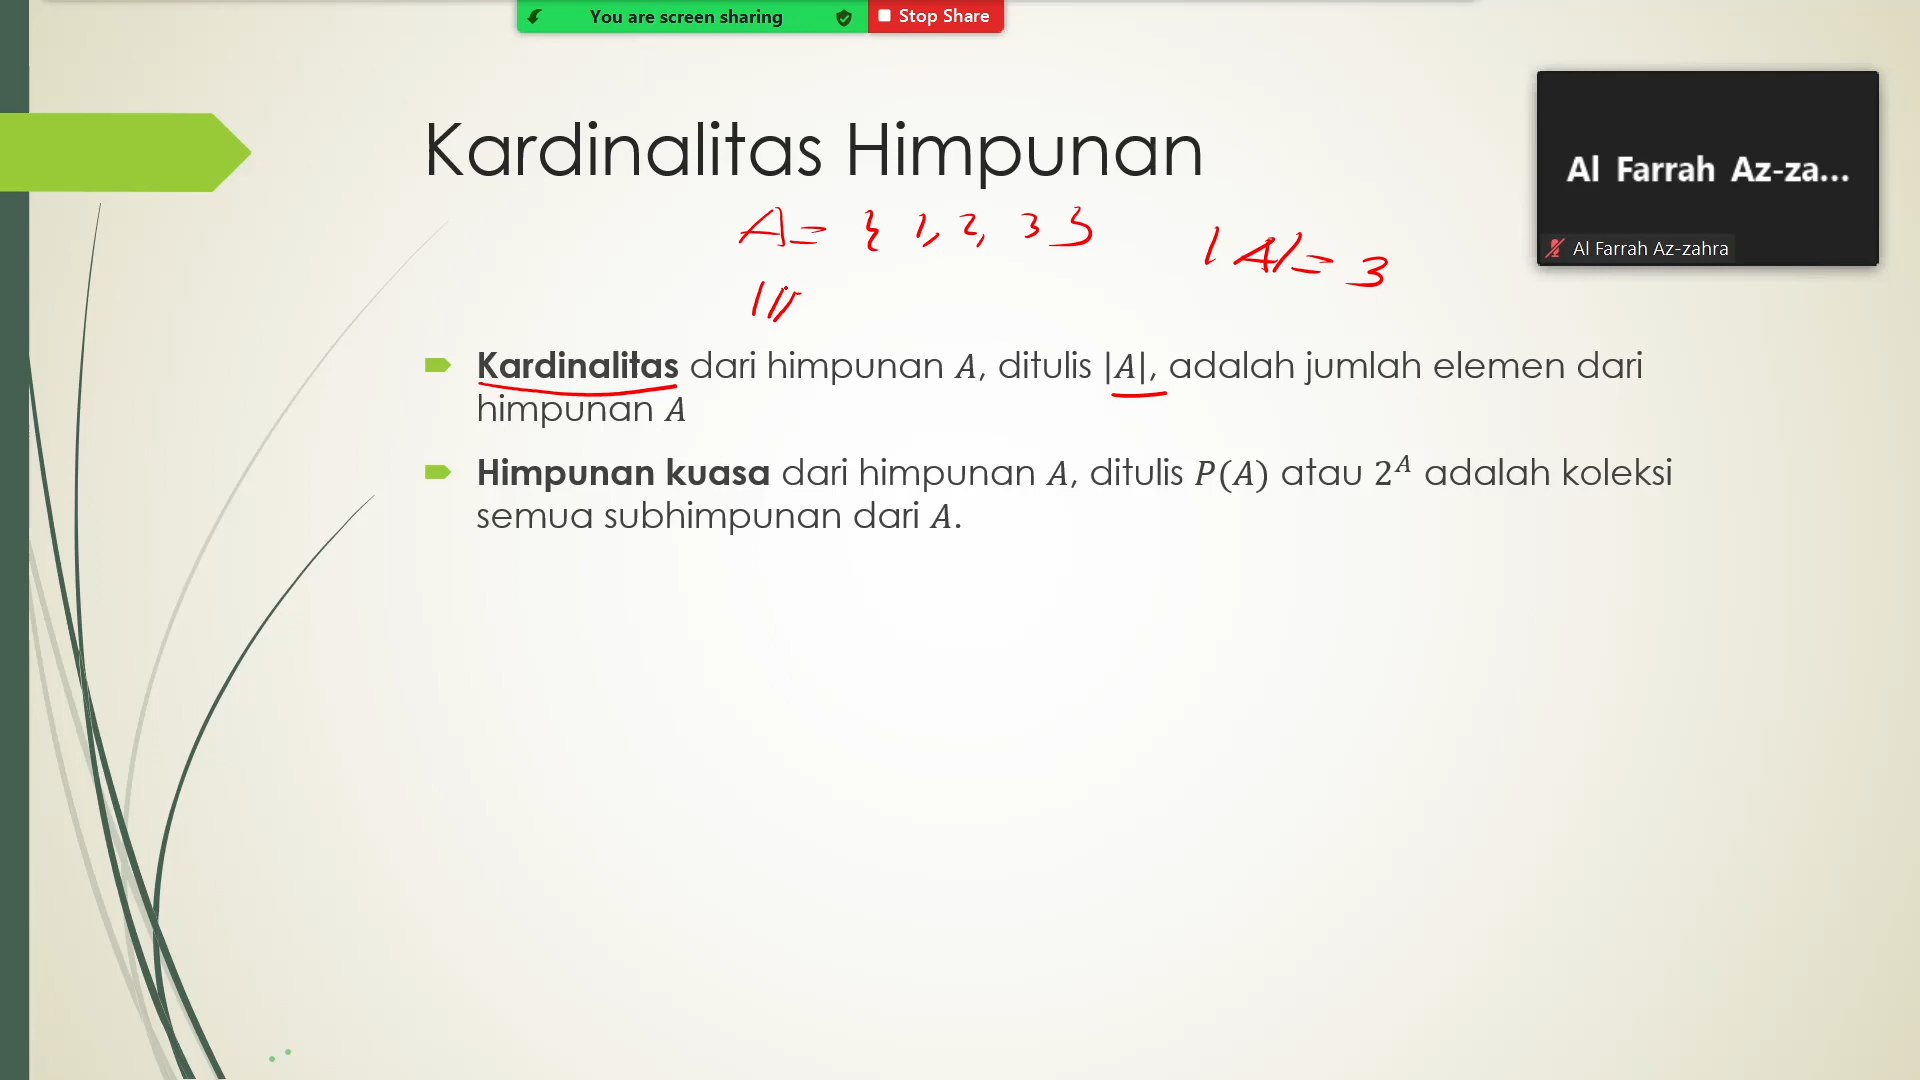 You are screen sharing
Stop Share
Kardinalitas Himpunan
Al Farrah Az-za...
Al Farrah Az-zahra
A = { 1, 2, 3 }
|A| = 3
Kardinalitas dari himpunan A, ditulis |A|, adalah jumlah elemen dari
himpunan A
Himpunan kuasa dari himpunan A, ditulis P(A) atau 2^A adalah koleksi
semua subhimpunan dari A.